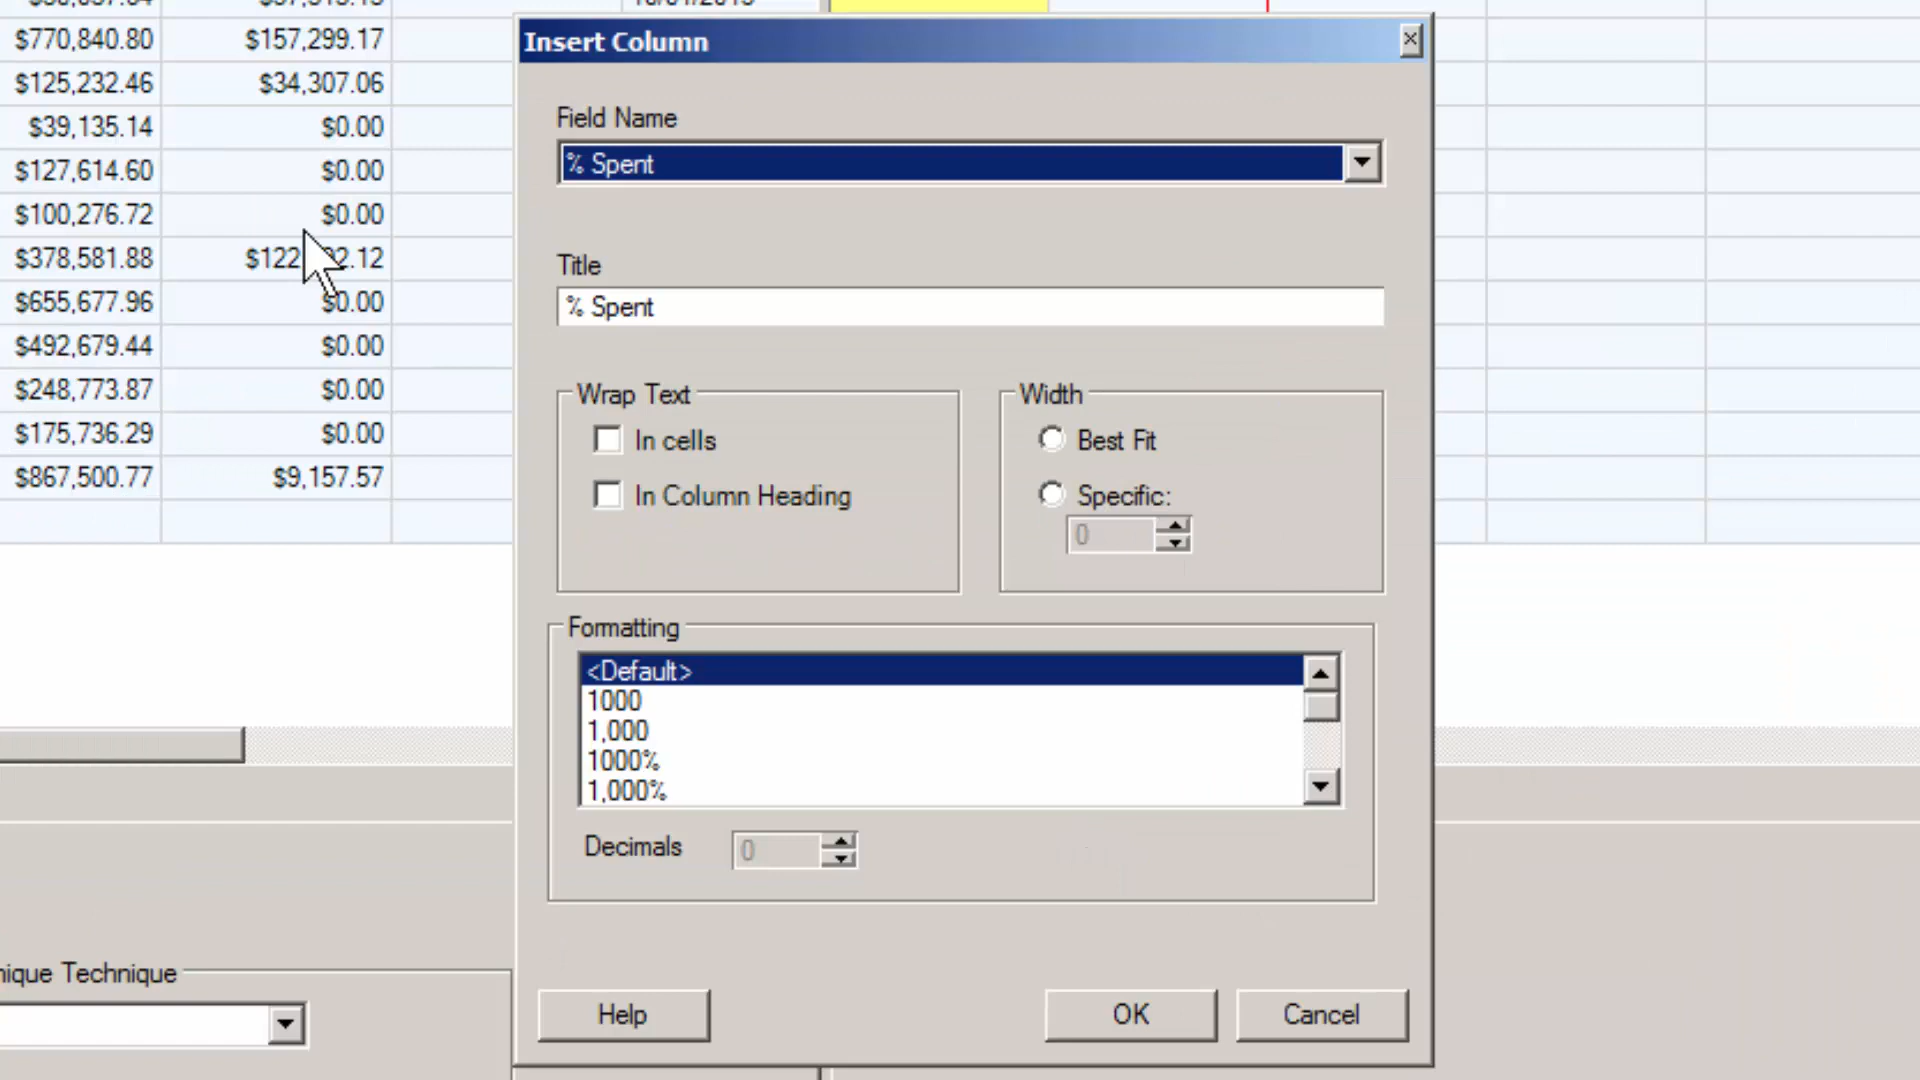 Insert Column
$770,840.80 $157,299.17
$125,232.46 $34,307.06
$39,135.14 $0.00
$127,614.60 $0.00
$100,276.72 $0.00
$378,581.88
$655,677.96 $0.00
$492,679.44 $0.00
$248,773.87 $0.00
$175,736.29 $0.00
$867,500.77 $9,157.57
Field Name
% Spent
Title
% Spent
Wrap Text
In cells
In Column Heading
Width
Best Fit
Specific:
0
Formatting
<Default>
1000
1,000
1000%
1,000%
Decimals
0
Technique
Help
OK
Cancel